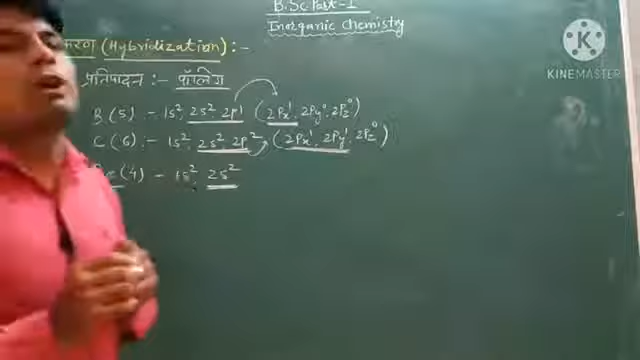 B.Sc Part-I
Inorganic Chemistry
करण (Hybridization) :-
प्रतिपादन :- पॉलिंग
B (5) - 1s², 2s² 2p¹ (2Px¹, 2Py⁰, 2Pz⁰)
C (6) :- 1s², 2s² 2p² (2Px¹, 2Py¹, 2Pz⁰)
(4) - 1s² 2s²
KINEMASTER